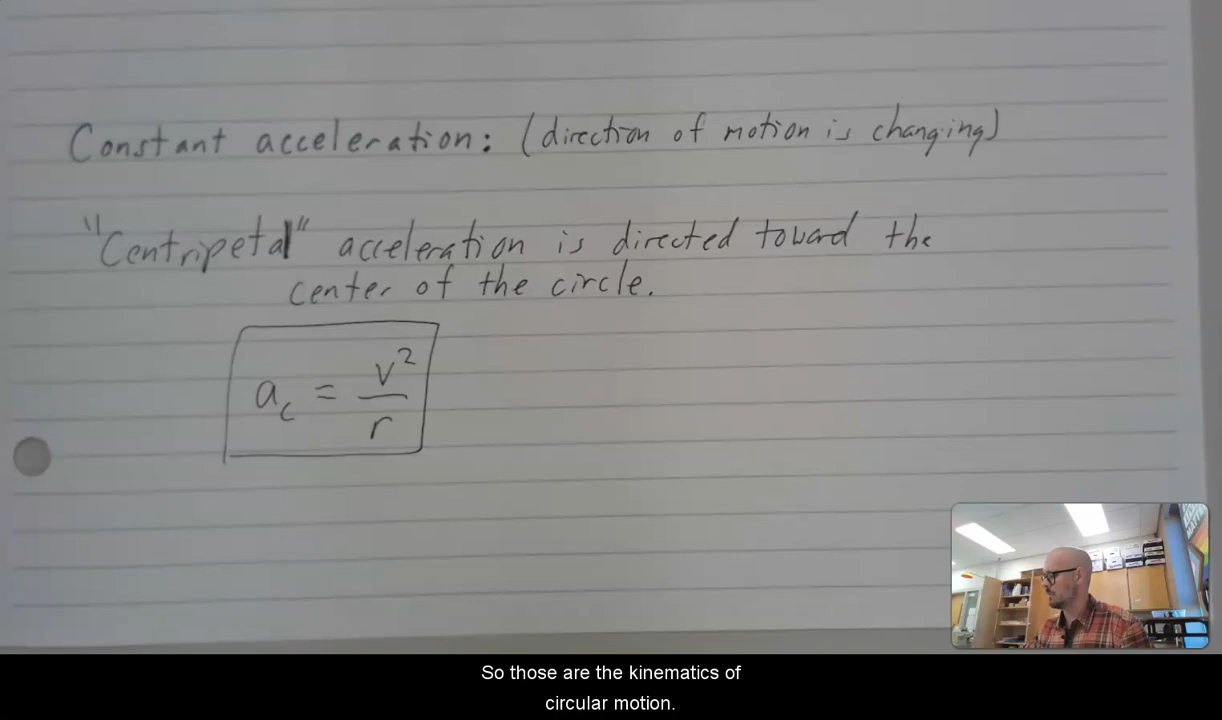 Constant acceleration: (direction of motion is changing)
"Centripetal" acceleration is directed toward the
center of the circle.
a_c = v²/r
So those are the kinematics of
circular motion.